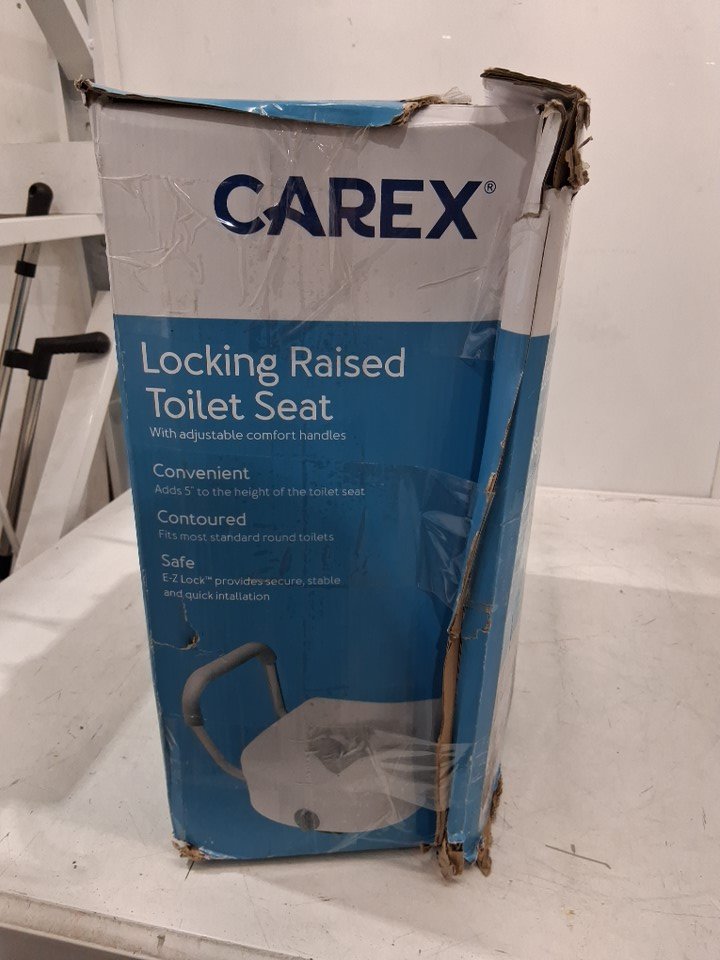 CAREX®
Locking Raised
Toilet Seat
With adjustable comfort handles
Convenient
Adds 5" to the height of the toilet seat
Contoured
Fits most standard round toilets
Safe
E-Z Lock™ provides secure, stable
and quick intallation